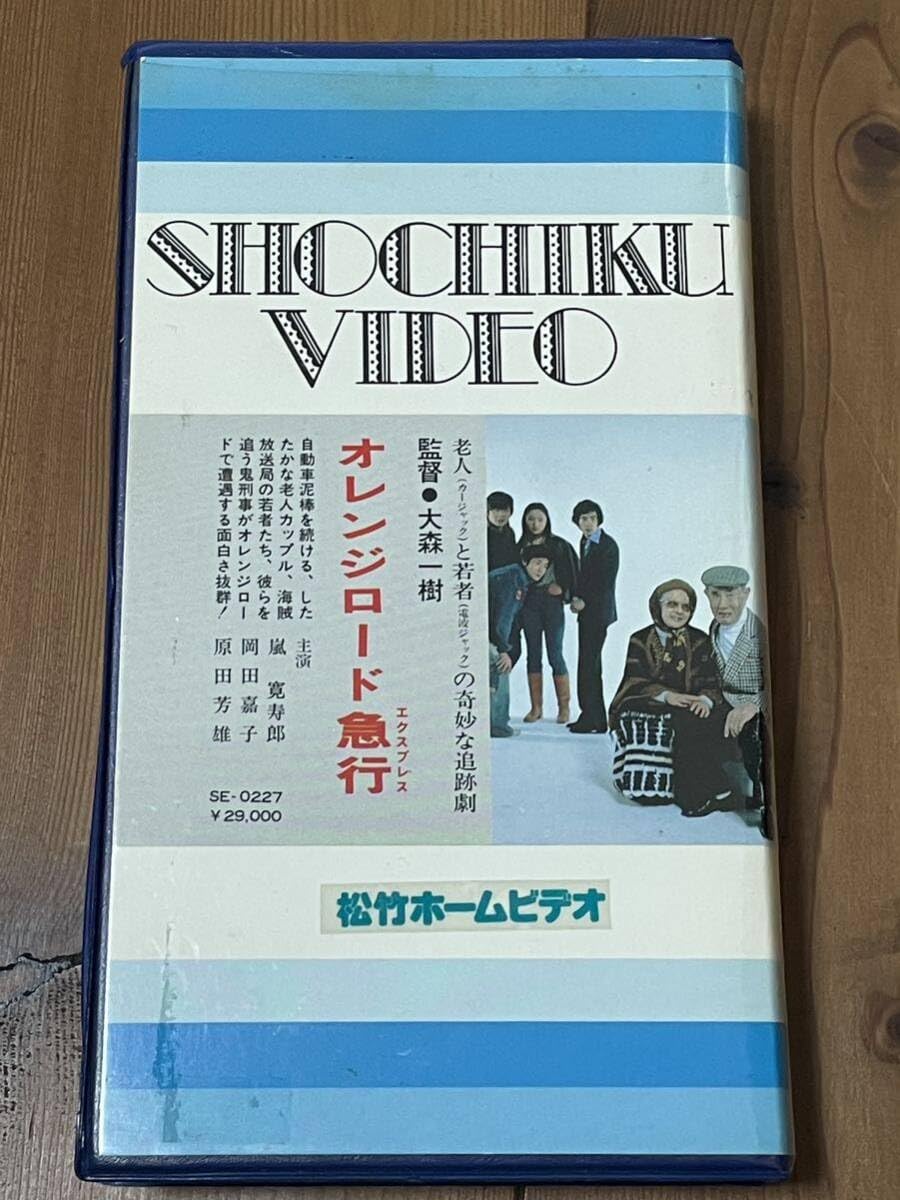 SHOCHIKU
VIDEO
老人(カージャック)と若者(電波ジャック)の奇妙な追跡劇
監督●大森一樹
オレンジロード急行
エクスプレス
自動車泥棒を続ける、した
たかな老人カップル、海賊
放送局の若者たち、彼らを
追う鬼刑事がオレンジロー
ドで遭遇する面白さ抜群!
主演
嵐 寛寿郎
岡田嘉子
原田芳雄
SE-0227
¥29,000
松竹ホームビデオ